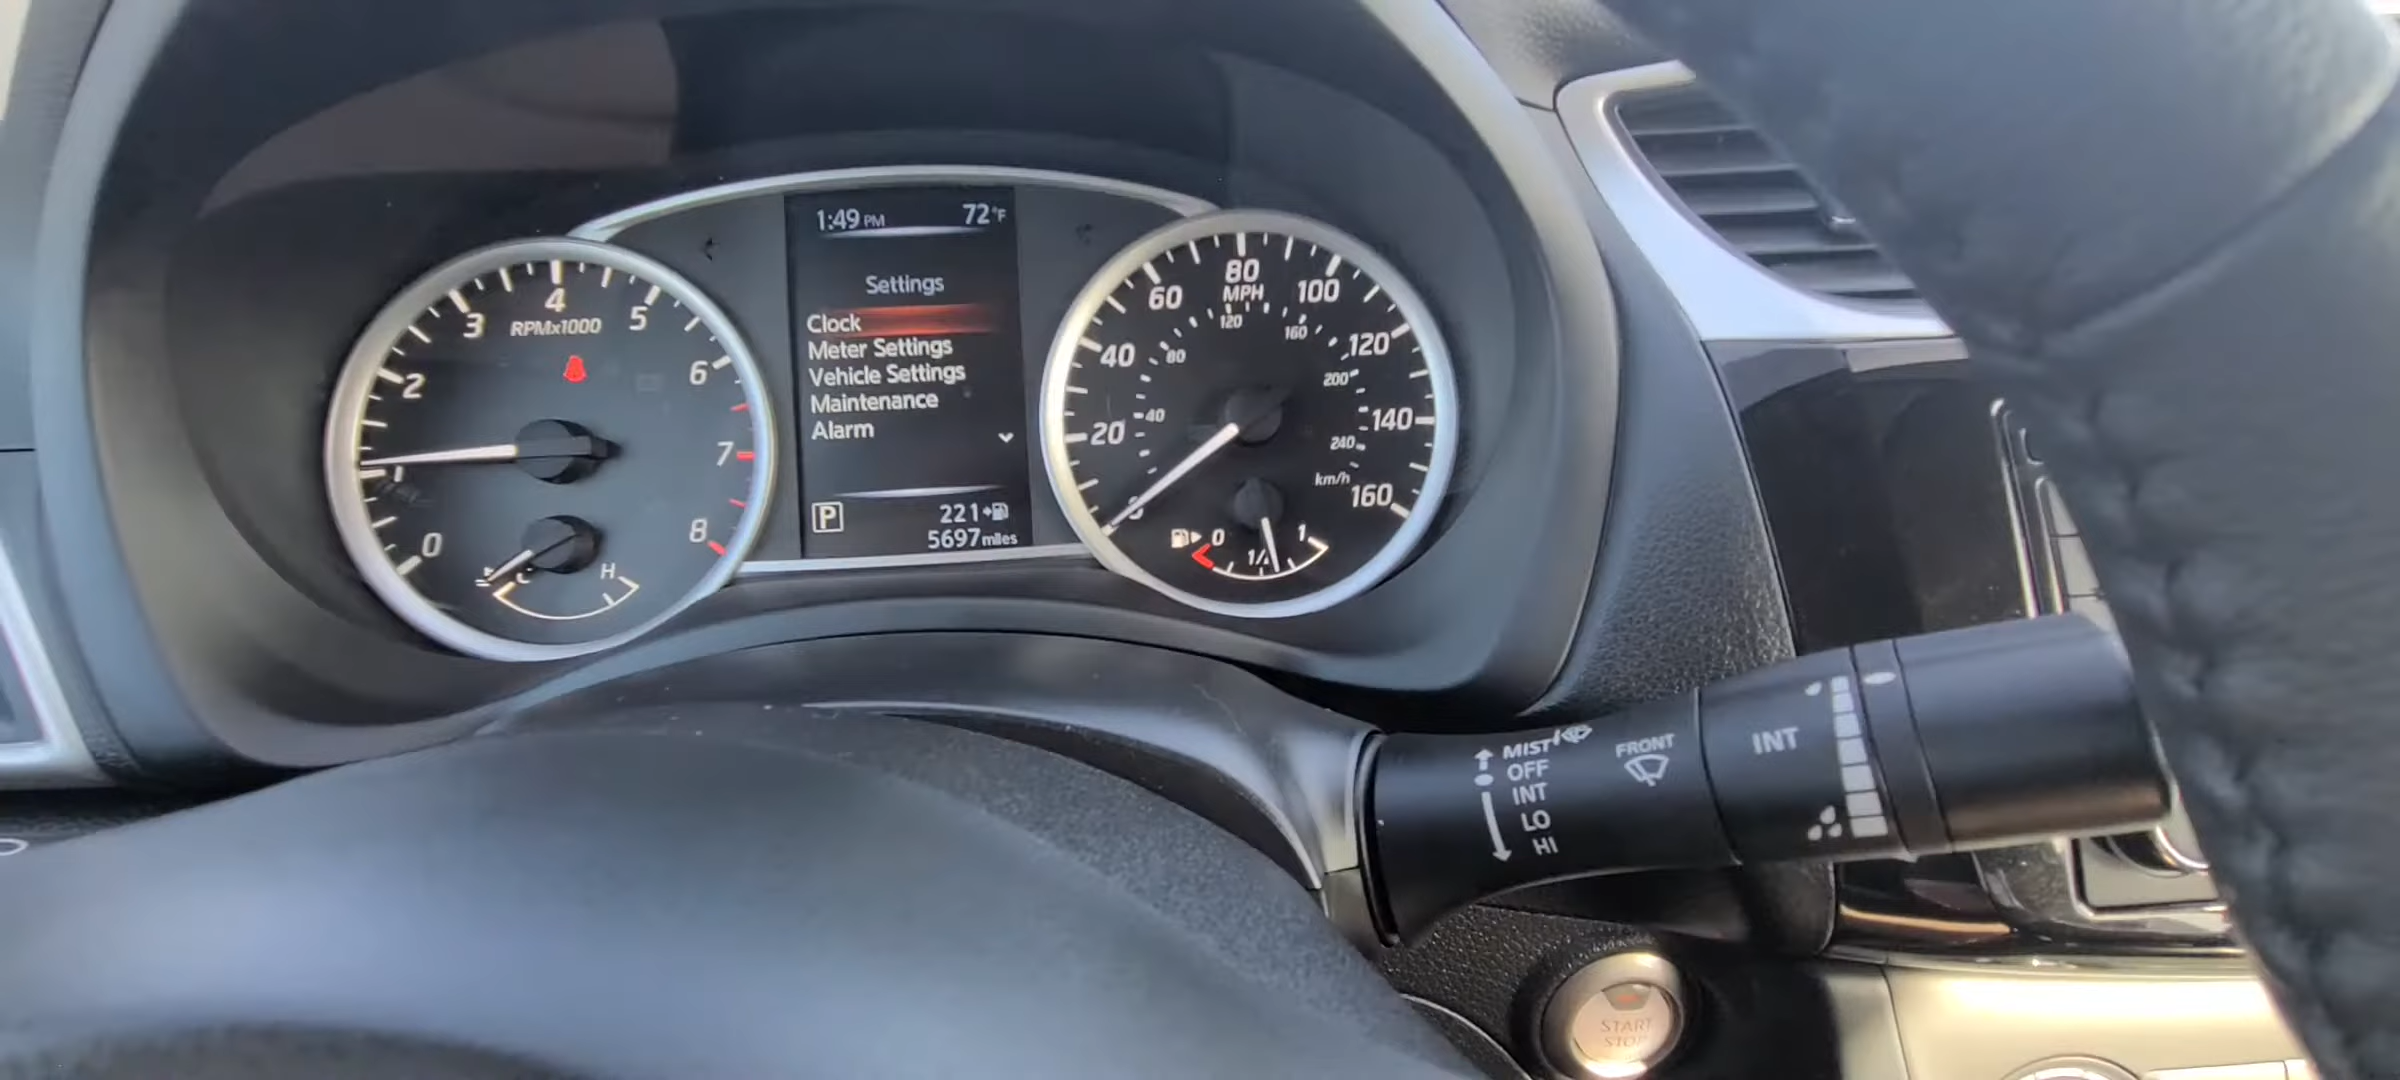 1:49 PM 72°F
Settings
Clock
Meter Settings
Vehicle Settings
Maintenance
Alarm
P 221
5697 miles
0
1
2
3
4
5
6
7
8
RPMx1000
H
0
20
40
60
80
100
120
140
160
MPH
40
80
120
160
200
240
km/h
0
1
MIST
OFF
INT
LO
HI
FRONT
INT
START
STOP